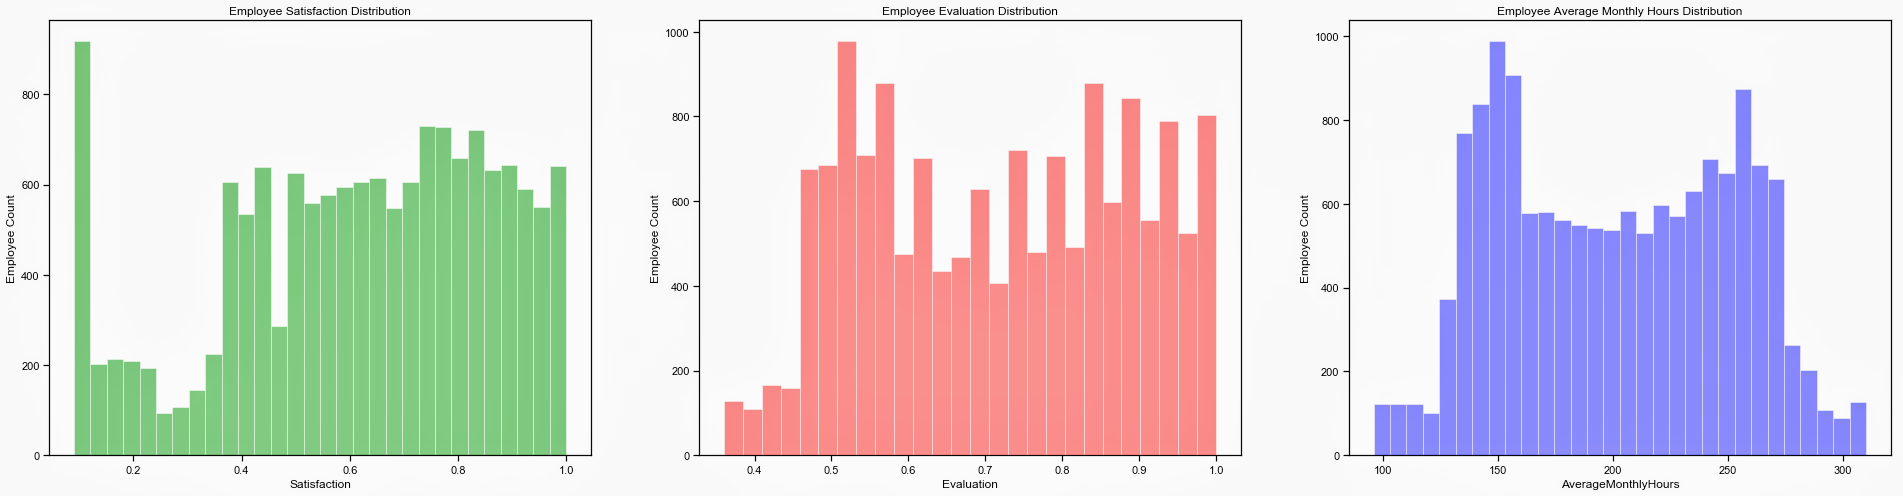 Employee Satisfaction Distribution
Employee Count
800
600
400
200
0
0.2 0.4 0.6 0.8 1.0
Satisfaction
Employee Evaluation Distribution
Employee Count
1000
800
600
400
200
0
0.4 0.5 0.6 0.7 0.8 0.9 1.0
Evaluation
Employee Average Monthly Hours Distribution
Employee Count
1000
800
600
400
200
0
100 150 200 250 300
AverageMonthlyHours